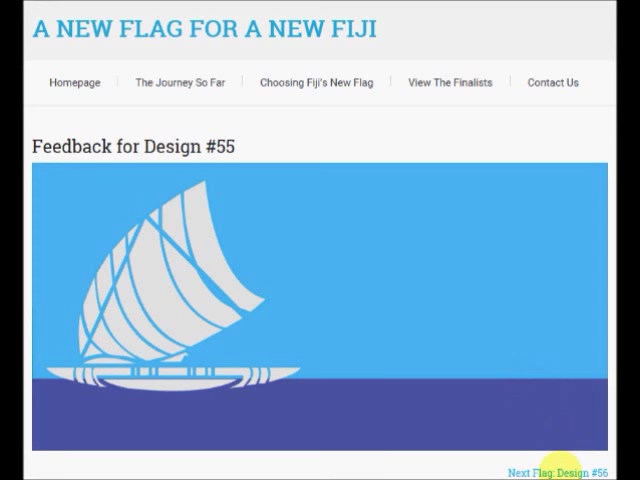 A NEW FLAG FOR A NEW FIJI
Homepage
The Journey So Far
Choosing Fiji's New Flag
View The Finalists
Contact Us
Feedback for Design #55
Next Flag: Design #56